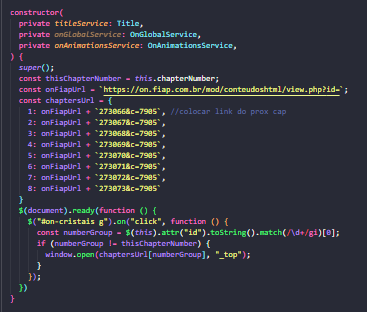 constructor(
private titleService: Title,
private onGlobalService: OnGlobalService,
private onAnimationsService: OnAnimationsService,
) {
super();
const thisChapterNumber = this.chapterNumber;
const onFiapUrl = `https://on.fiap.com.br/mod/conteudoshtml/view.php?id=`;
const chaptersUrl = {
1: onFiapUrl + `273066&c=7905`, //colocar link do prox cap
2: onFiapUrl + `273067&c=7905`,
3: onFiapUrl + `273068&c=7905`,
4: onFiapUrl + `273069&c=7905`,
5: onFiapUrl + `273070&c=7905`,
6: onFiapUrl + `273071&c=7905`,
7: onFiapUrl + `273072&c=7905`,
8: onFiapUrl + `273073&c=7905`
}
$(document).ready(function () {
$("#on-cristais g").on("click", function () {
const numberGroup = $(this).attr("id").toString().match(/\d+/gi)[0];
if (numberGroup != thisChapterNumber) {
window.open(chaptersUrl[numberGroup], "_top");
}
});
})
}